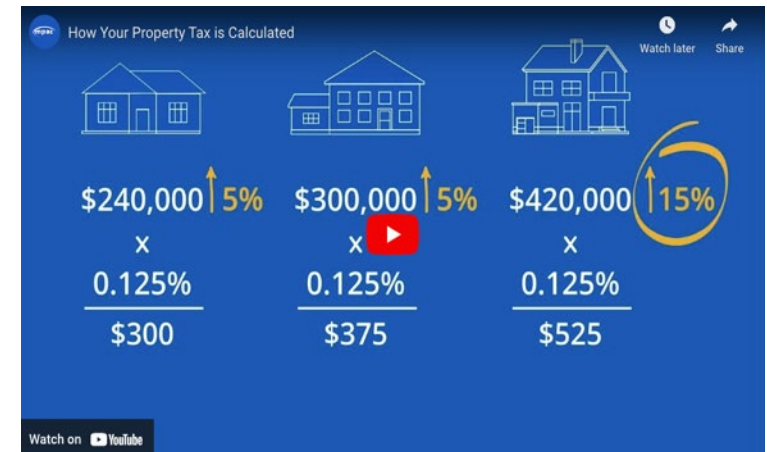 mpac
How Your Property Tax is Calculated
Watch later
Share
$240,000 5%
x
0.125%
$300
$300,000 5%
x
0.125%
$375
$420,000 15%
x
0.125%
$525
Watch on YouTube